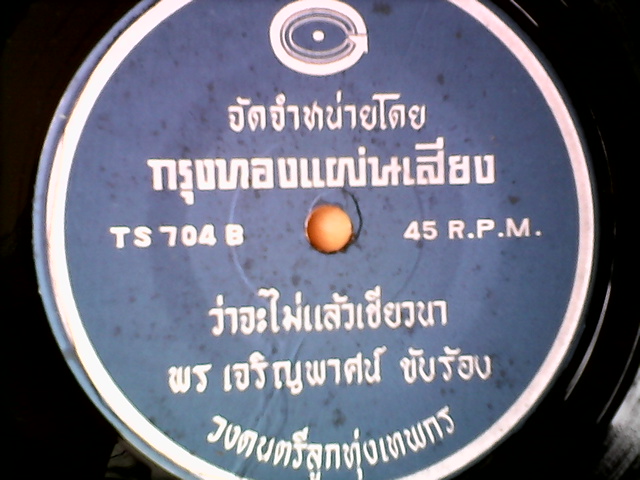 จัดจำหน่ายโดย
กรุงทองแผ่นเสียง
TS 704 B
45 R.P.M.
ว่าจะไม่แล้วเชียวนา
พร เจริญพาศน์ ขับร้อง
วงดนตรีลูกทุ่งเทพกร